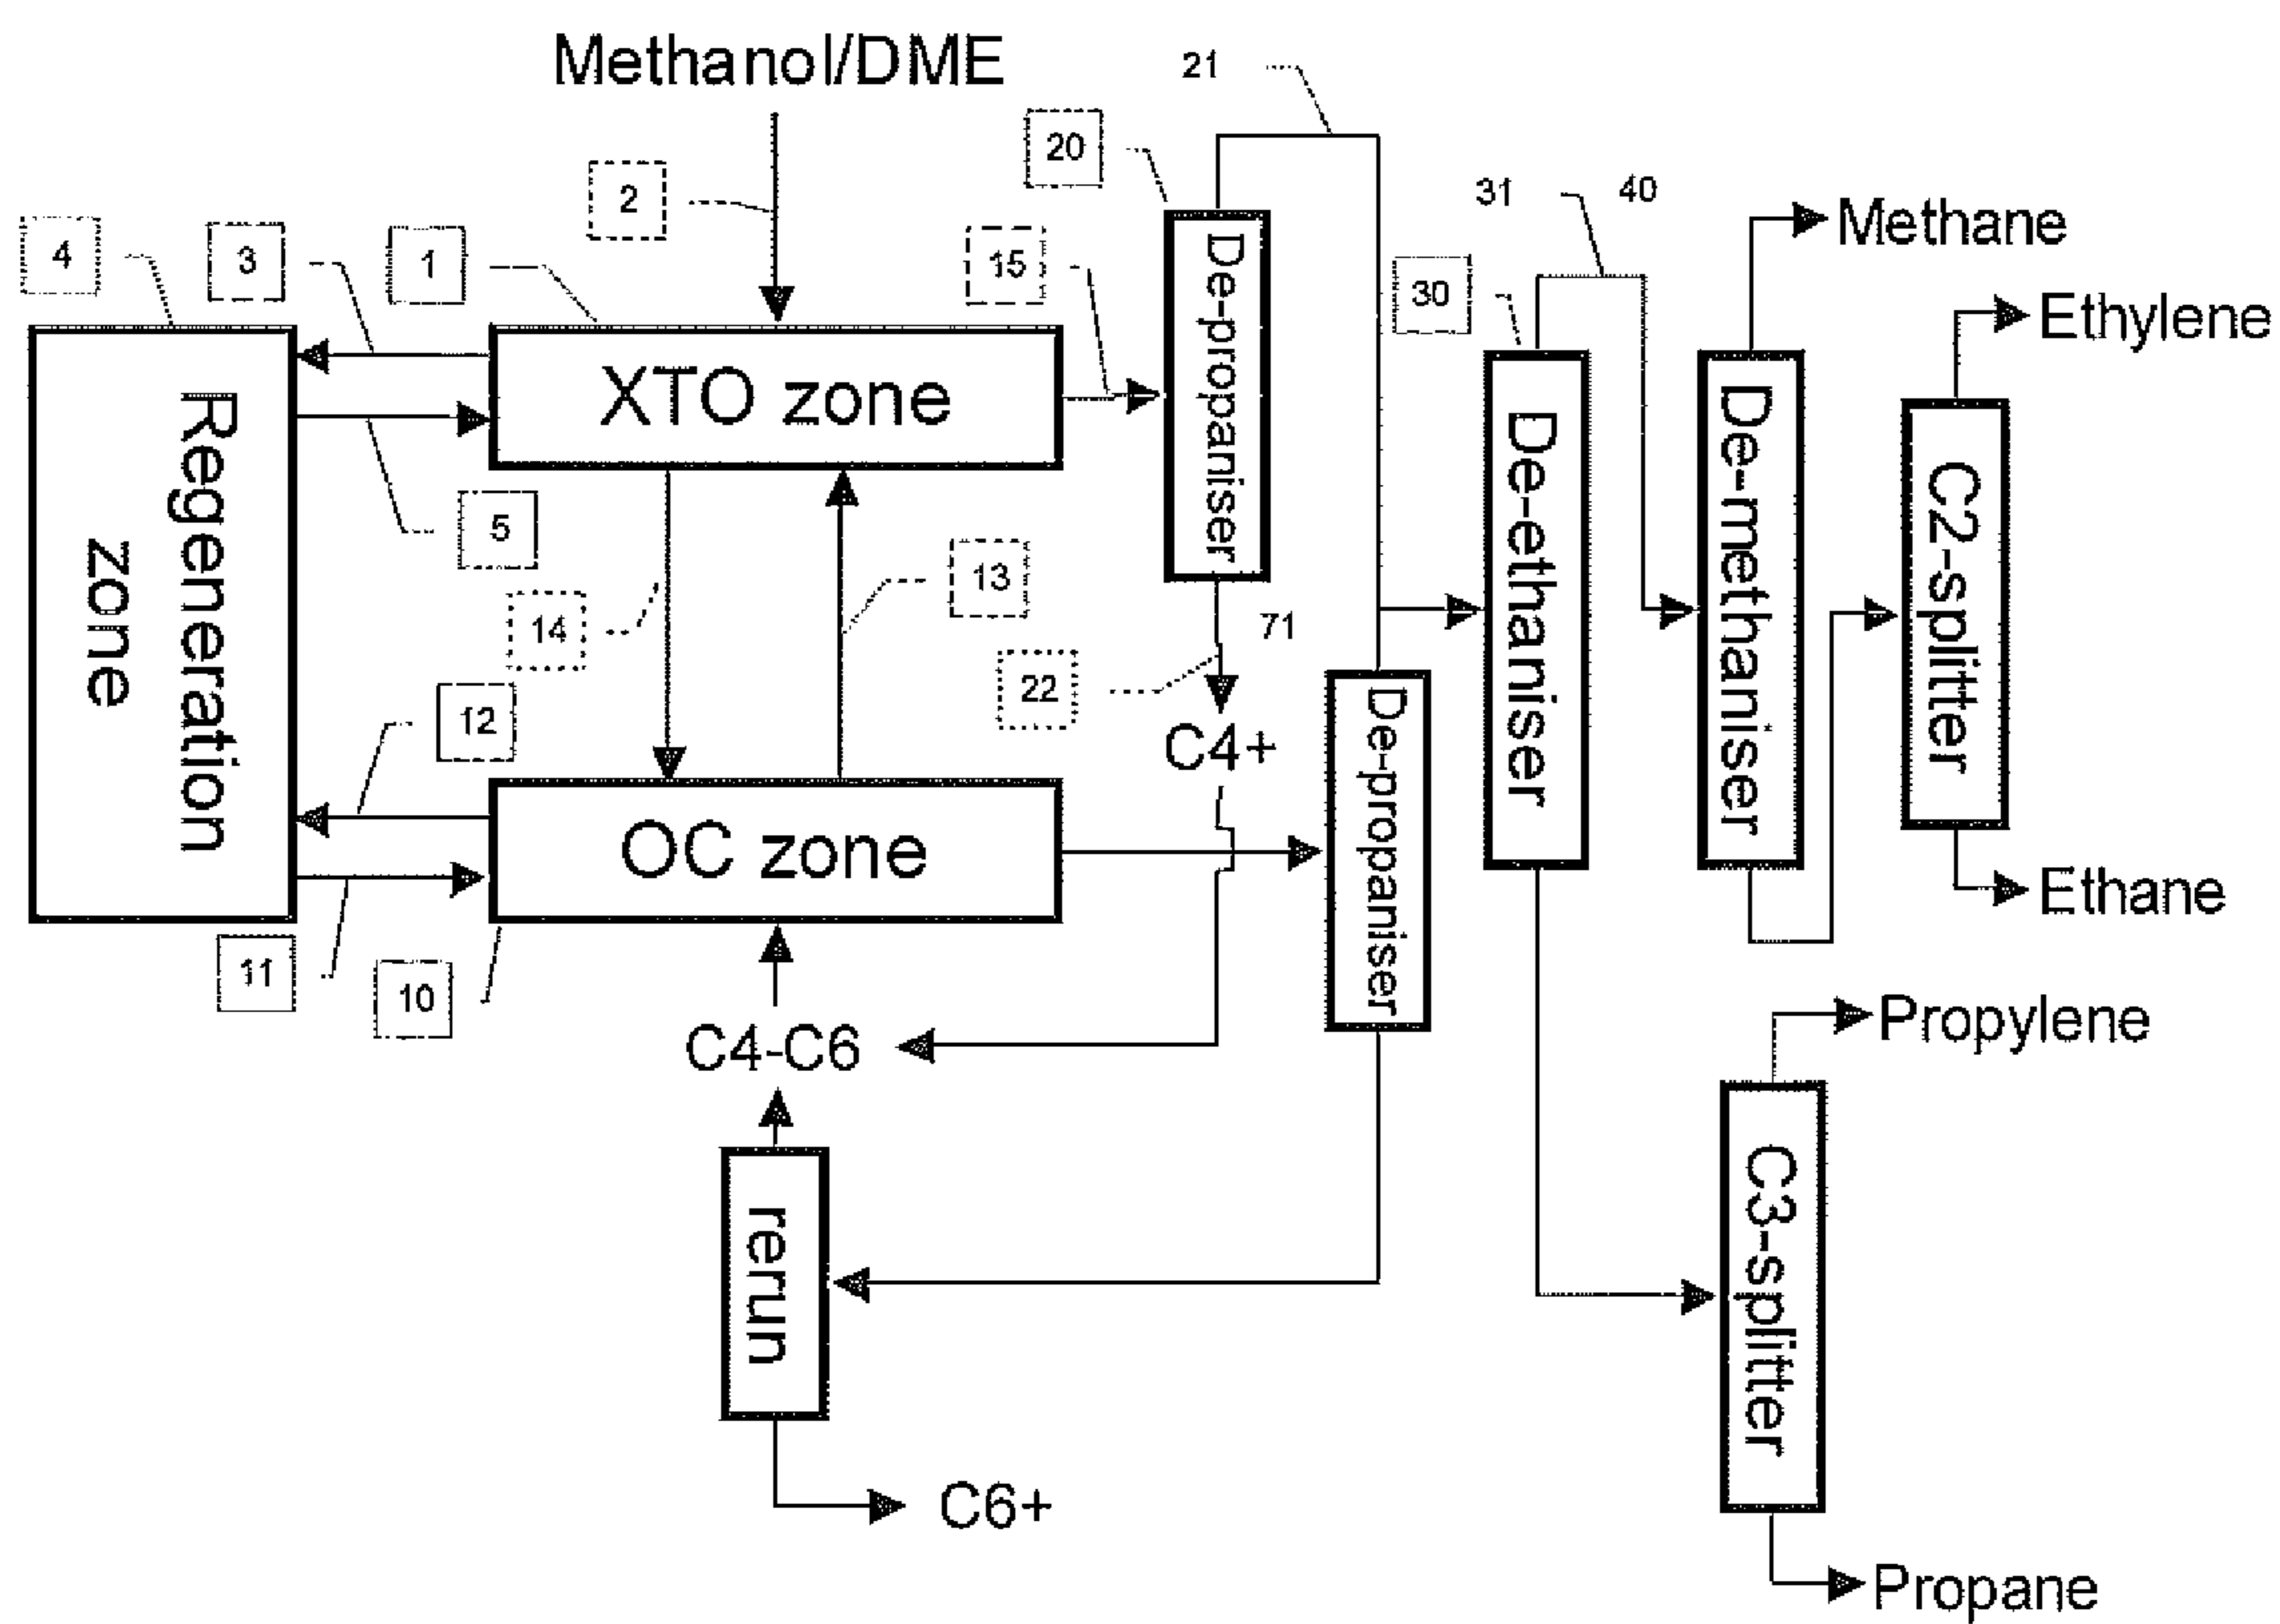 Methanol/DME
21
20
2
31
40
Methane
4
3
1
15
30
Ethylene
De-propaniser
XTO zone
Regeneration
zone
De-ethaniser
De-methaniser
C2-splitter
5
13
14
71
22
12
C4+
De-propaniser
OC zone
Ethane
11
10
C4-C6
Propylene
rerun
C3-splitter
C6+
Propane